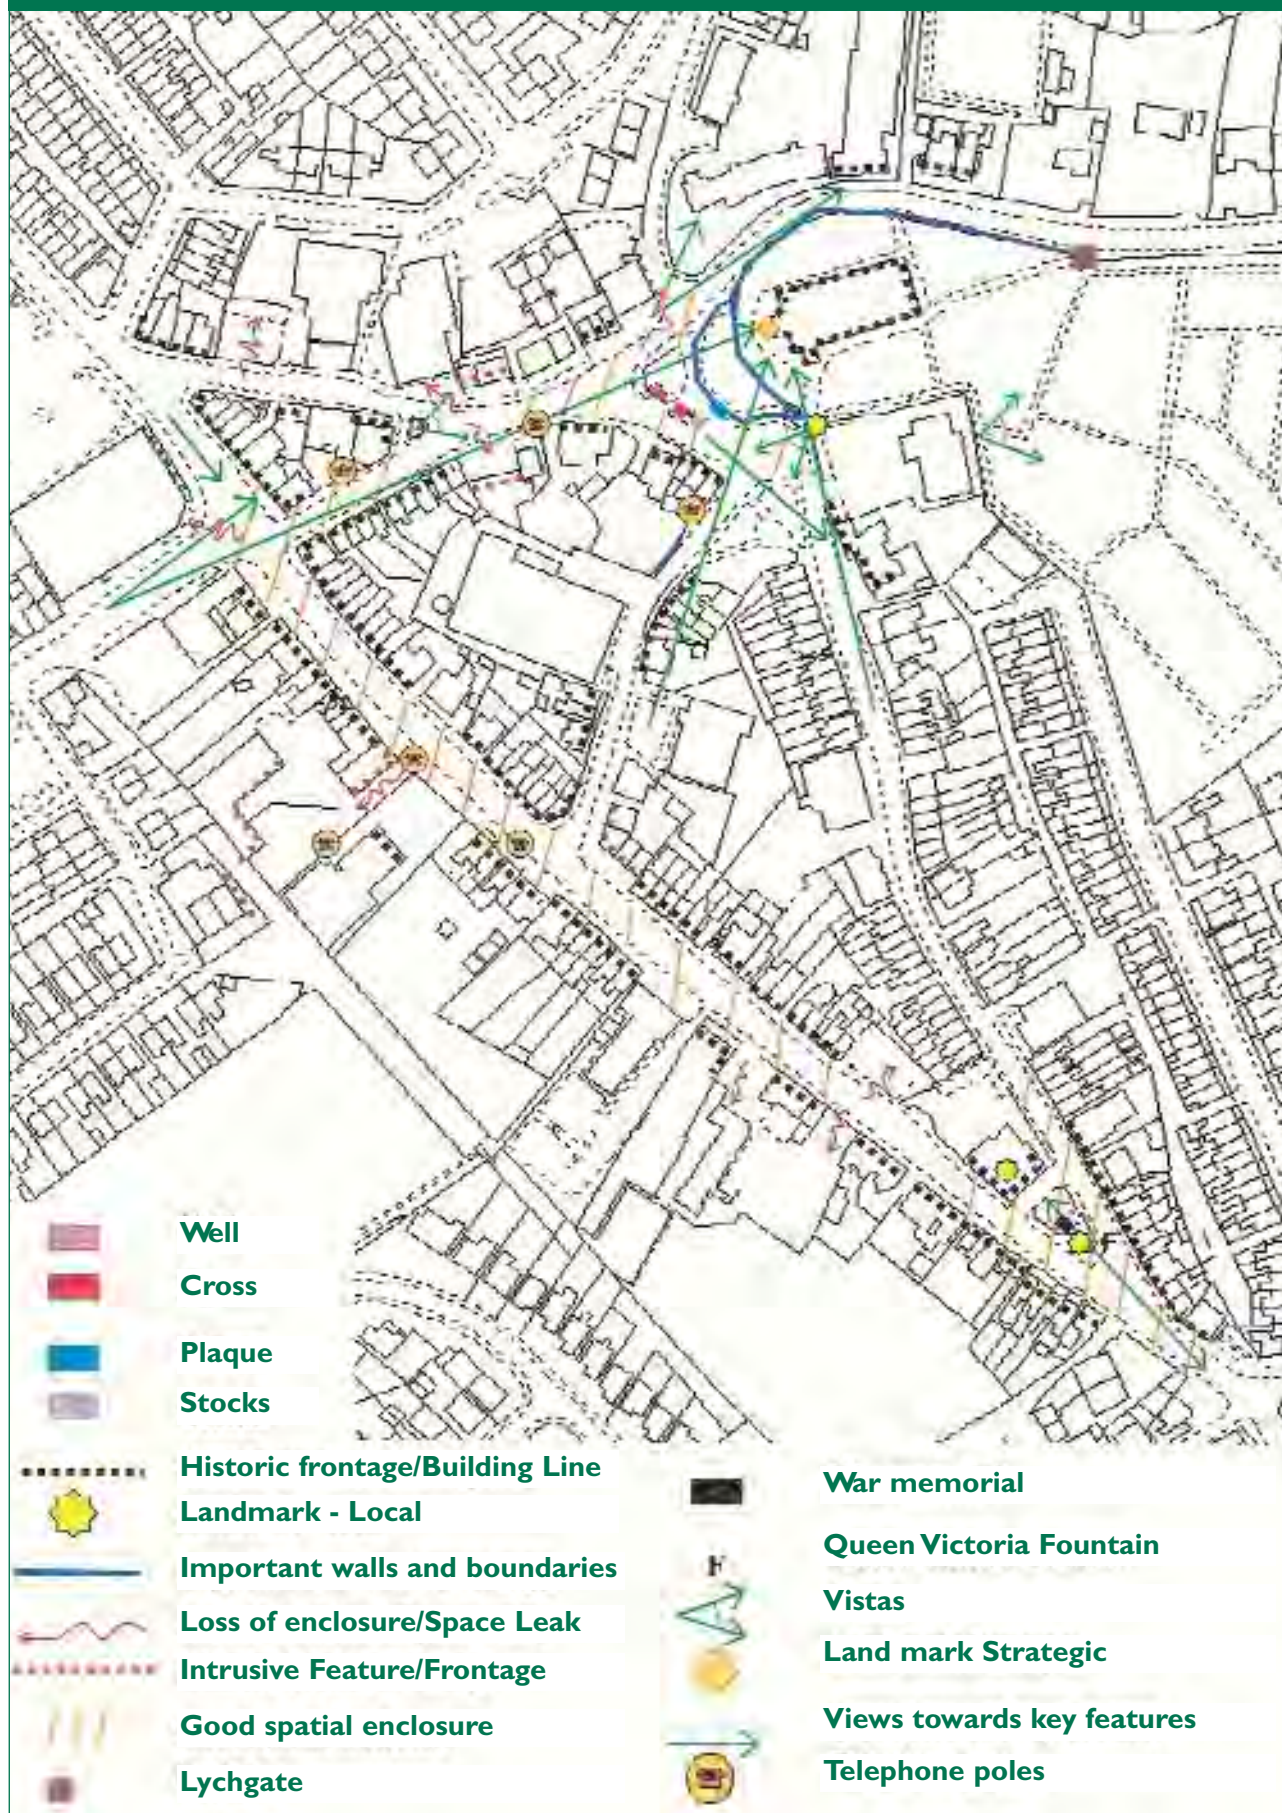 Well
Cross
Plaque
Stocks
Historic frontage/Building Line
Landmark - Local
Important walls and boundaries
Loss of enclosure/Space Leak
Intrusive Feature/Frontage
Good spatial enclosure
Lychgate
War memorial
F
Queen Victoria Fountain
Vistas
Land mark Strategic
Views towards key features
Telephone poles